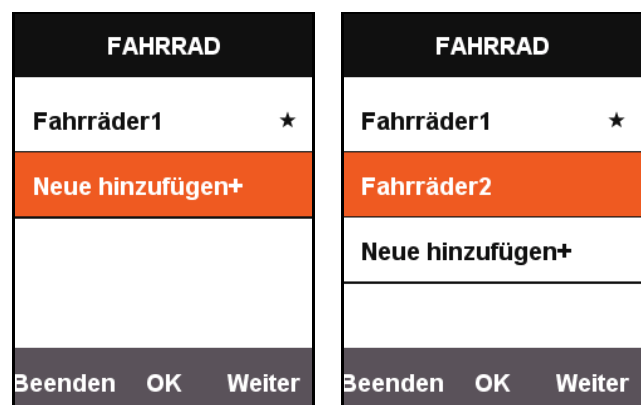 FAHRRAD
Fahrräder1 ★
Neue hinzufügen+
Beenden OK Weiter
FAHRRAD
Fahrräder1 ★
Fahrräder2
Neue hinzufügen+
Beenden OK Weiter